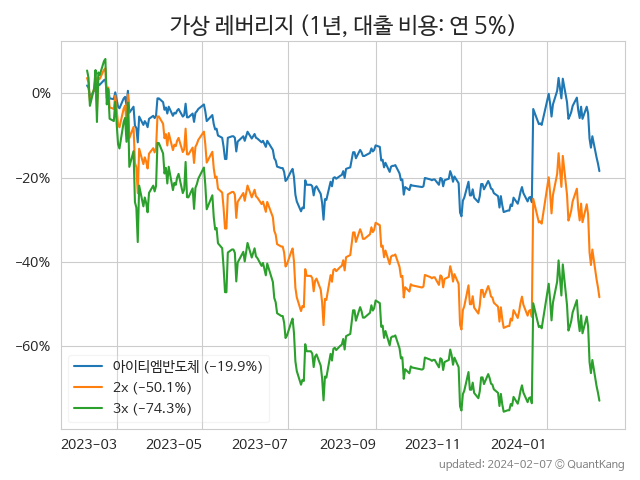 가상 레버리지 (1년, 대출 비용: 연 5%)
0%
−20%
−40%
−60%
아이티엠반도체 (−19.9%)
2x (−50.1%)
3x (−74.3%)
2023-03 2023-05 2023-07 2023-09 2023-11 2024-01
updated: 2024-02-07 © QuantKang